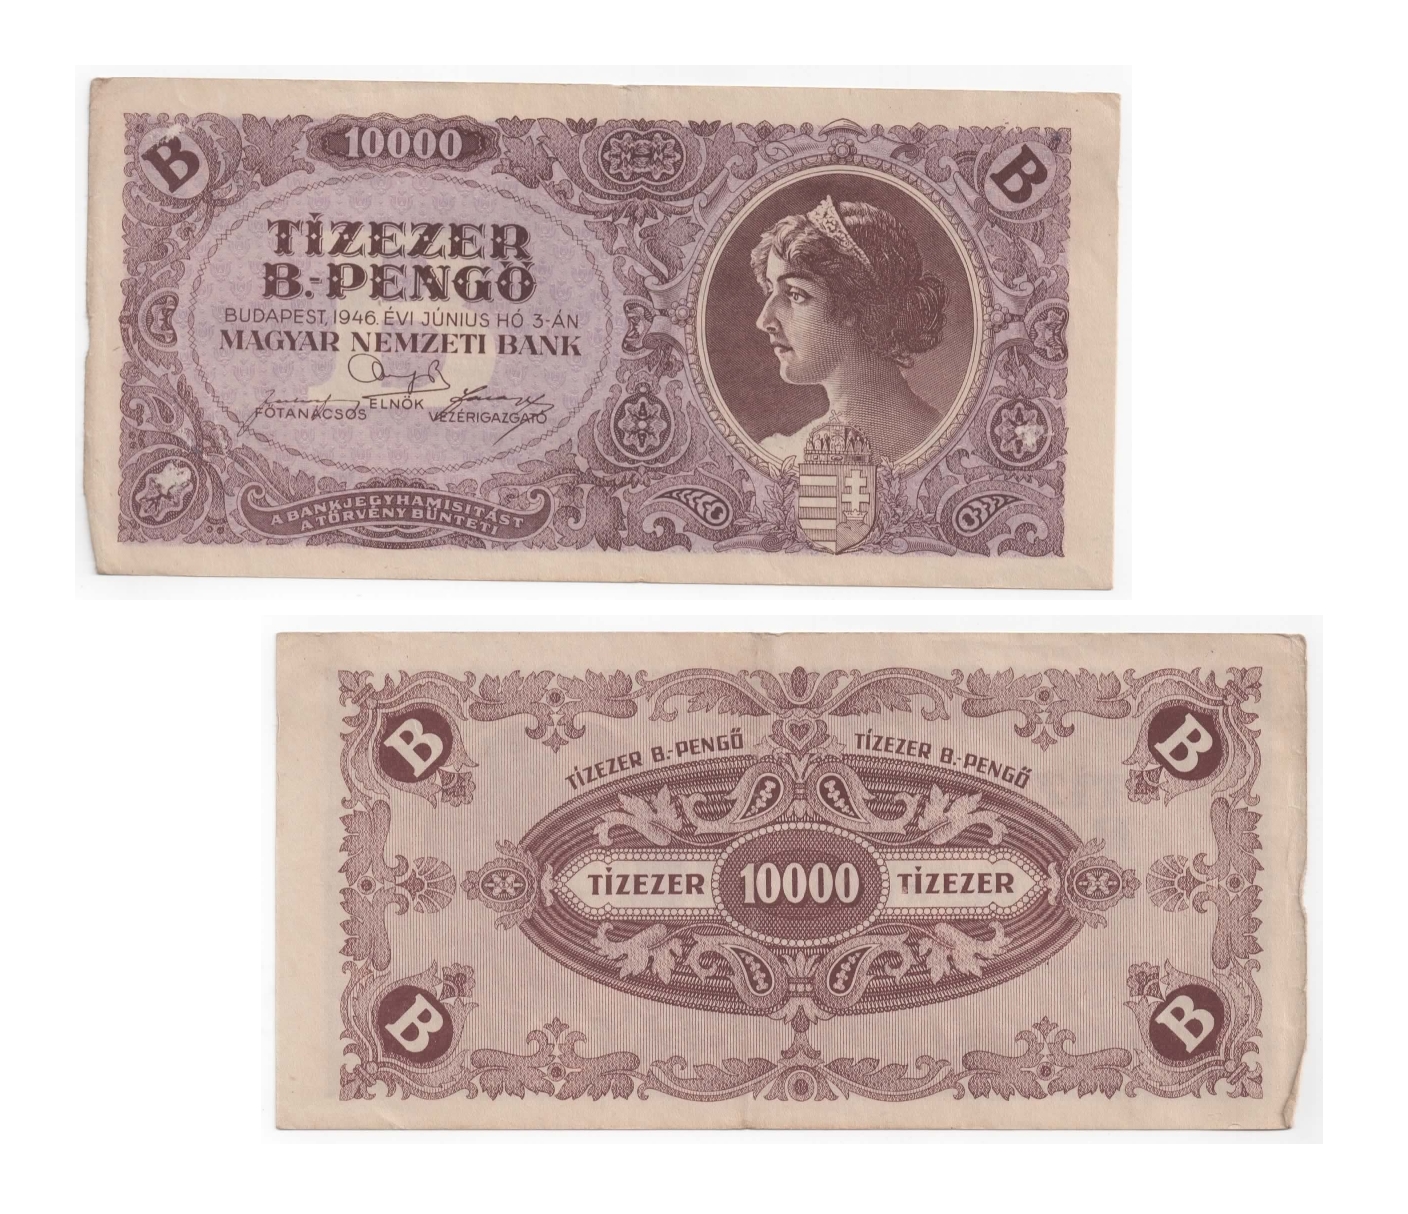 B
10000
B
TÍZEZER
B.-PENGŐ
BUDAPEST, 1946. ÉVI JÚNIUS HÓ 3-ÁN
MAGYAR NEMZETI BANK
FŐTANÁCSOS ELNÖK VEZÉRIGAZGATÓ
A BANKJEGYHAMISITÁST
A TÖRVÉNY BÜNTETI
B
B
TÍZEZER B.-PENGŐ
TÍZEZER B.-PENGŐ
TÍZEZER 10000 TÍZEZER
B
B